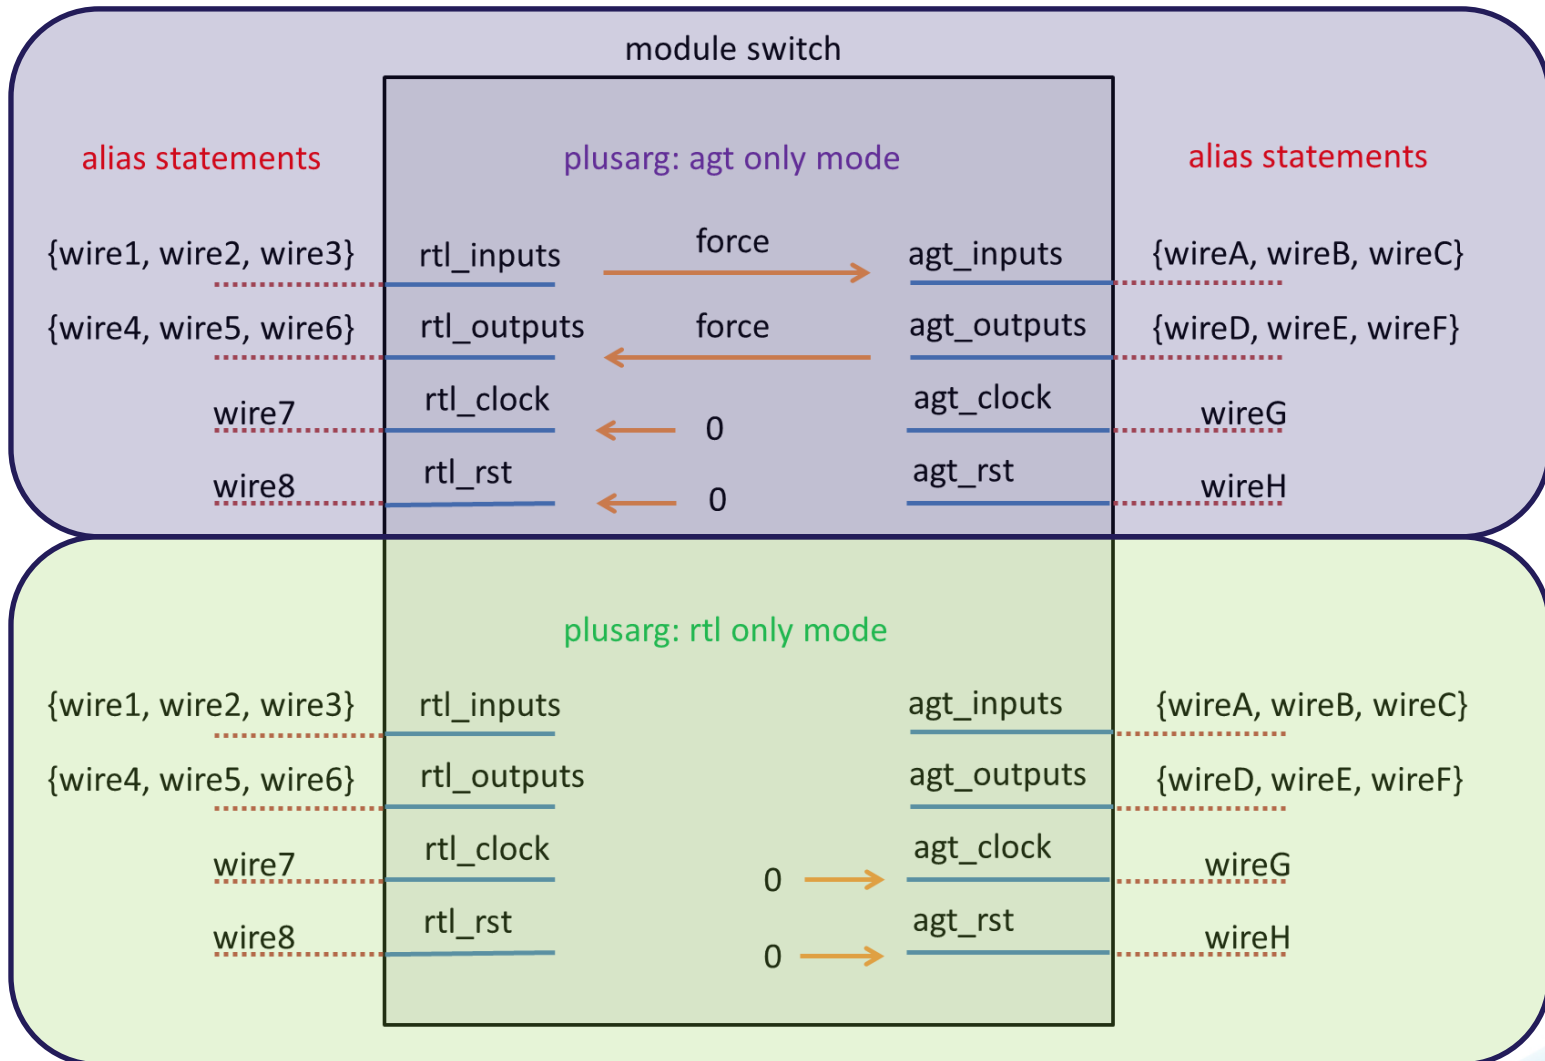 module switch
alias statements
plusarg: agt only mode
alias statements
{wire1, wire2, wire3} rtl_inputs force agt_inputs {wireA, wireB, wireC}
{wire4, wire5, wire6} rtl_outputs force agt_outputs {wireD, wireE, wireF}
wire7 rtl_clock 0 agt_clock wireG
wire8 rtl_rst 0 agt_rst wireH
plusarg: rtl only mode
{wire1, wire2, wire3} rtl_inputs agt_inputs {wireA, wireB, wireC}
{wire4, wire5, wire6} rtl_outputs agt_outputs {wireD, wireE, wireF}
wire7 rtl_clock 0 agt_clock wireG
wire8 rtl_rst 0 agt_rst wireH